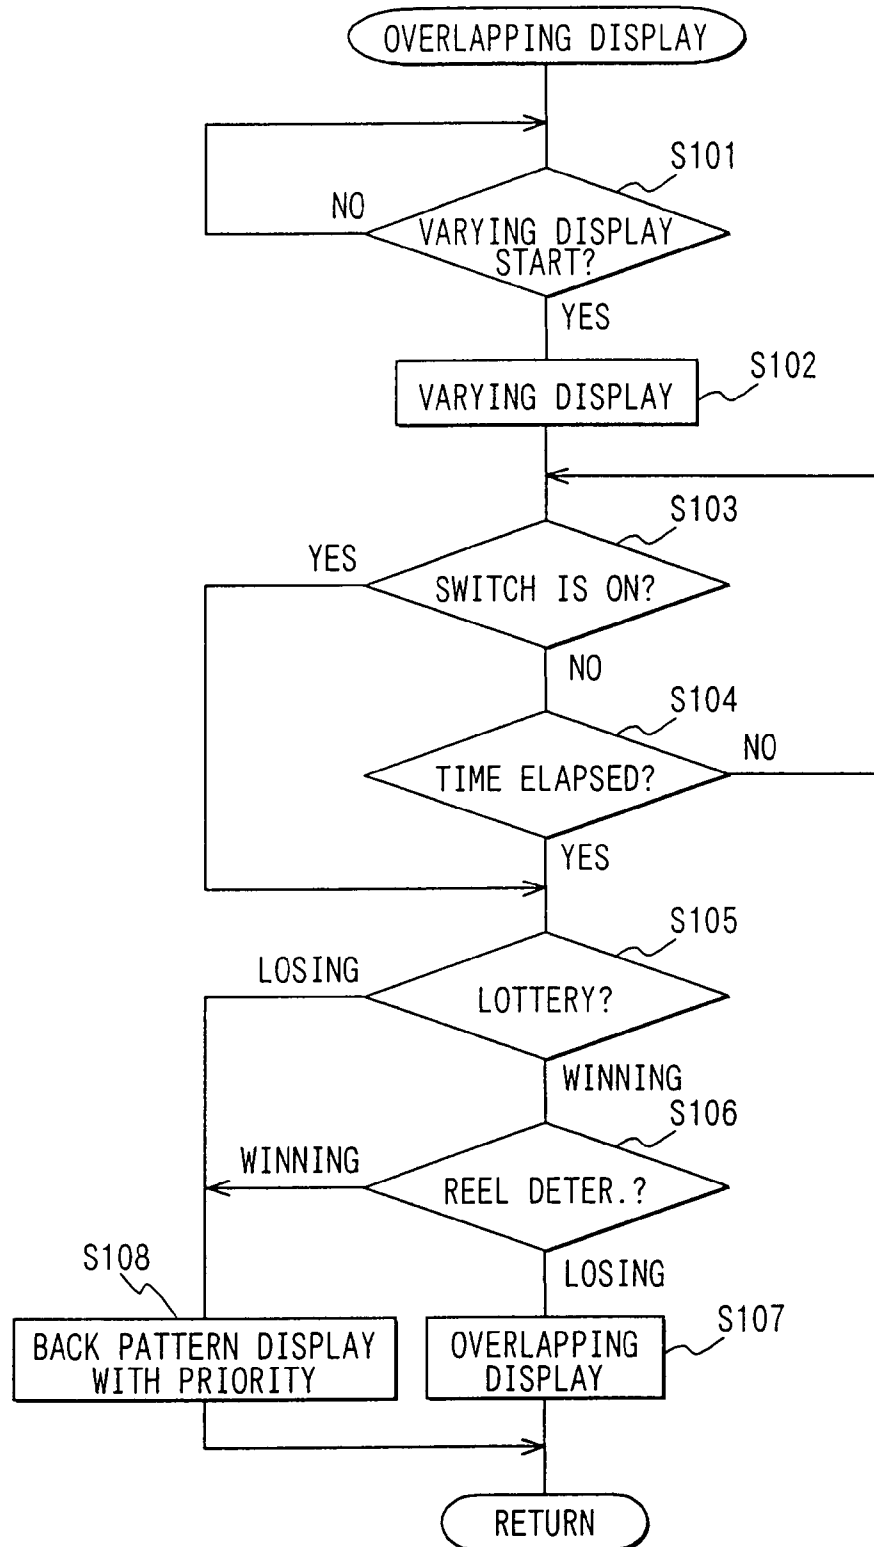 OVERLAPPING DISPLAY
S101
NO
VARYING DISPLAY
START?
YES
S102
VARYING DISPLAY
S103
YES
SWITCH IS ON?
NO
S104
NO
TIME ELAPSED?
YES
S105
LOSING
LOTTERY?
WINNING
S106
WINNING
REEL DETER.?
LOSING
S108
S107
BACK PATTERN DISPLAY
WITH PRIORITY
OVERLAPPING
DISPLAY
RETURN